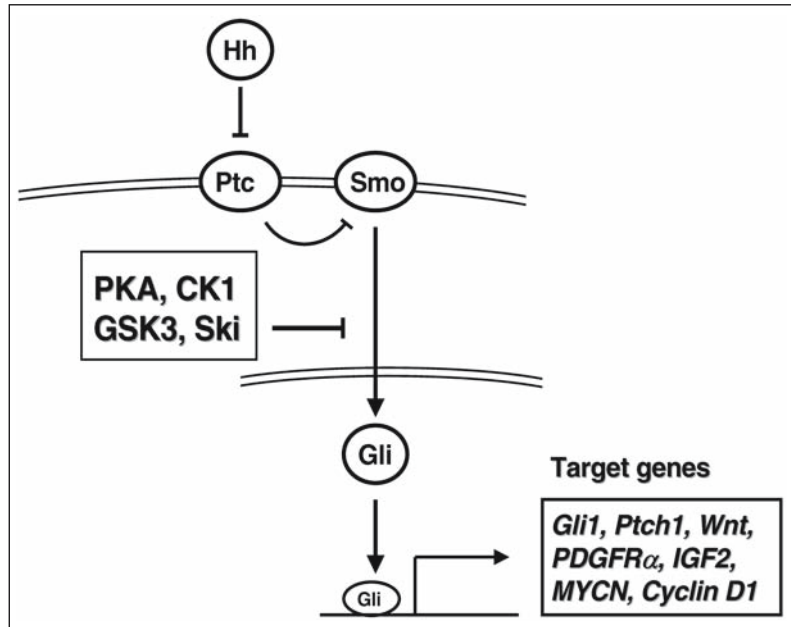 Hh
Ptc
Smo
PKA, CK1
GSK3, Ski
Gli
Target genes
Gli1, Ptch1, Wnt,
PDGFRα, IGF2,
MYCN, Cyclin D1
Gli